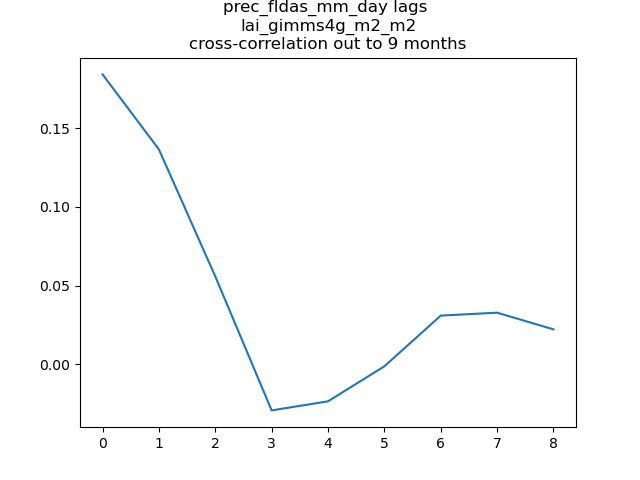 prec_fldas_mm_day lags
lai_gimms4g_m2_m2
cross-correlation out to 9 months
0.15
0.10
0.05
0.00
0 1 2 3 4 5 6 7 8